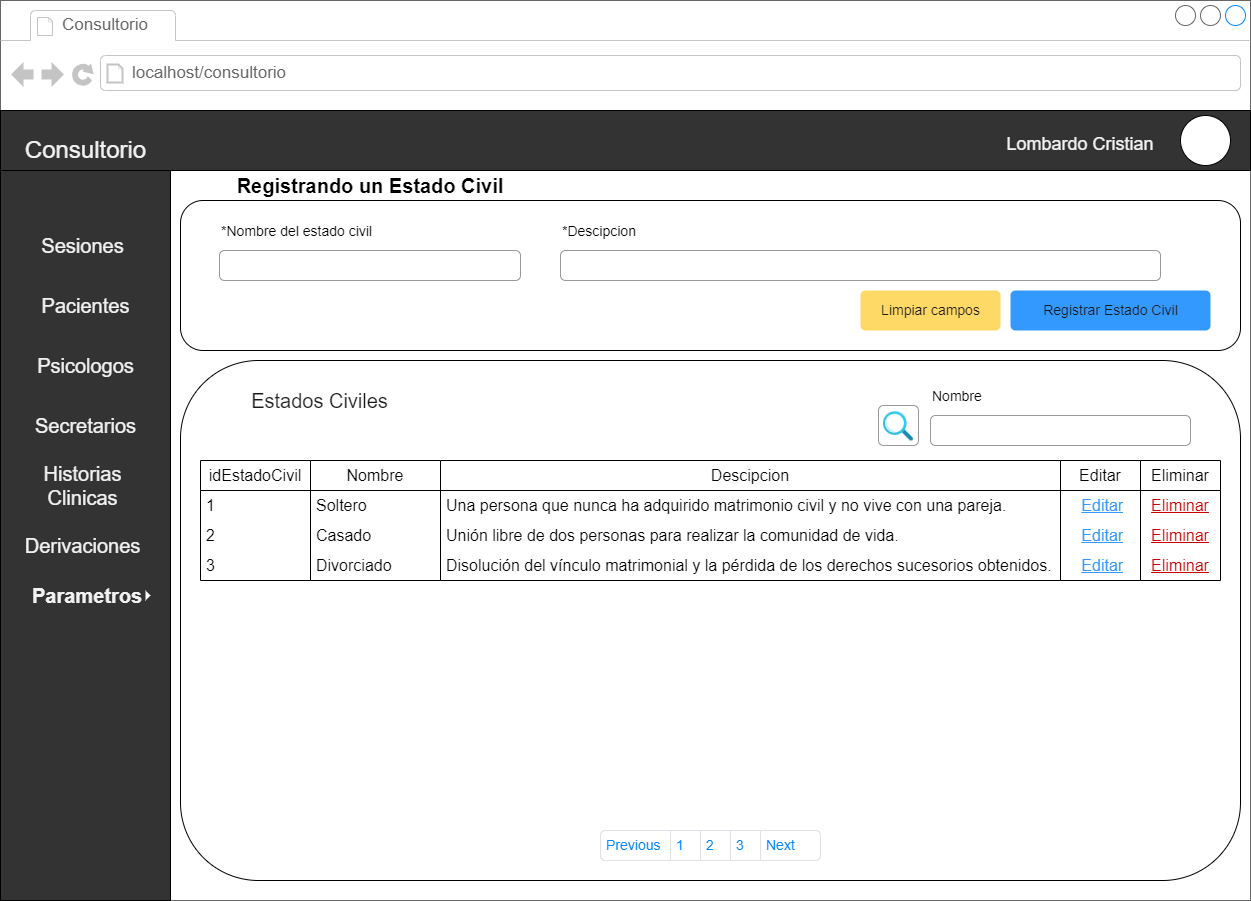 Consultorio
localhost/consultorio
Consultorio
Lombardo Cristian
Sesiones
Pacientes
Psicologos
Secretarios
Historias
Clinicas
Derivaciones
Parametros
Registrando un Estado Civil
*Nombre del estado civil *Descipcion
Limpiar campos Registrar Estado Civil
Estados Civiles
Nombre
idEstadoCivil Nombre Descipcion Editar Eliminar
1 Soltero Una persona que nunca ha adquirido matrimonio civil y no vive con una pareja. Editar Eliminar
2 Casado Unión libre de dos personas para realizar la comunidad de vida. Editar Eliminar
3 Divorciado Disolución del vínculo matrimonial y la pérdida de los derechos sucesorios obtenidos. Editar Eliminar
Previous 1 2 3 Next